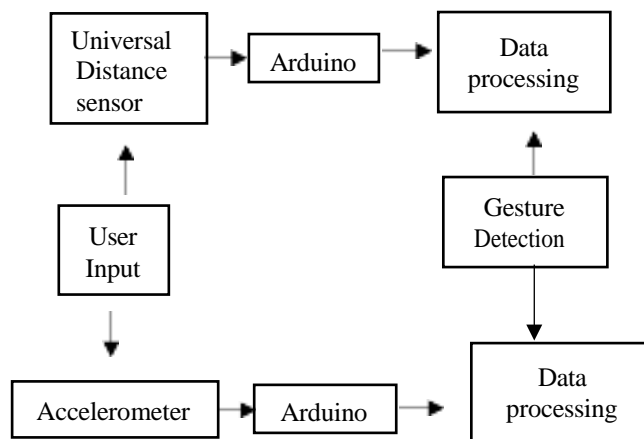 Universal
Distance
sensor
Arduino
Data
processing
User
Input
Gesture
Detection
Accelerometer
Arduino
Data
processing